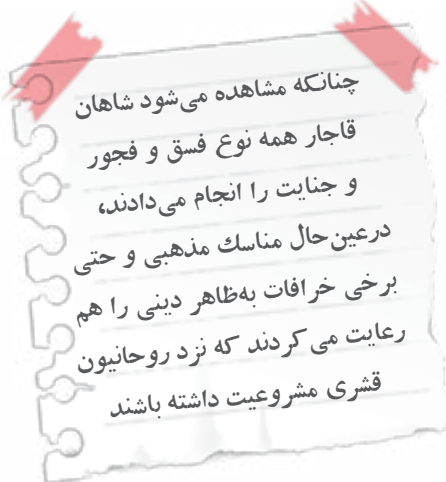 چنانکه مشاهده می‌شود شاهان
قاجار همه نوع فسق و فجور
و جنایت را انجام می‌دادند،
درعین‌حال مناسك مذهبی و حتی
برخی خرافات به‌ظاهر دینی را هم
رعایت می‌کردند که نزد روحانیون
قشری مشروعیت داشته باشند